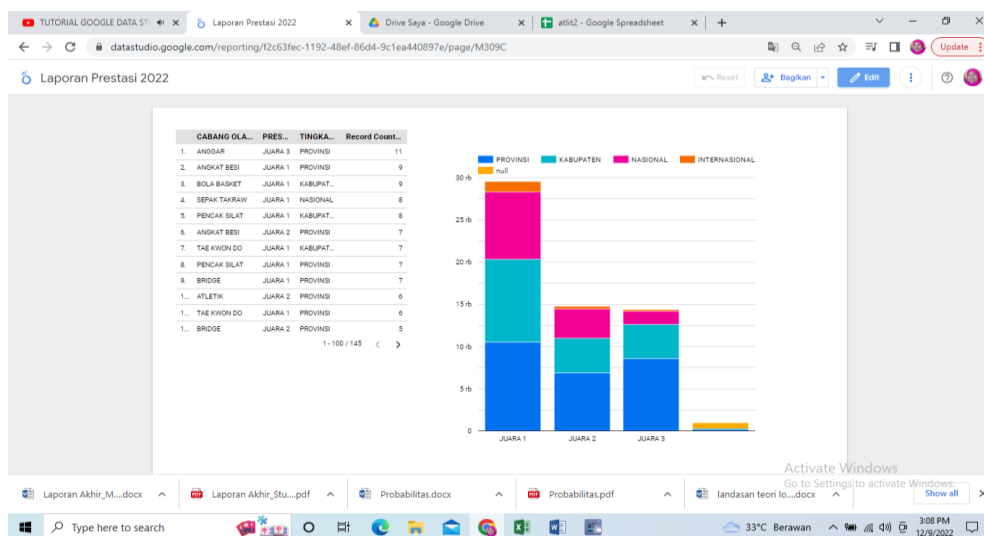 TUTORIAL GOOGLE DATA ST
Laporan Prestasi 2022
Drive Saya - Google Drive
atlit2 - Google Spreadsheet
datastudio.google.com/reporting/f2c63fec-1192-48ef-86d4-9c1ea440897e/page/M309C
Update
Laporan Prestasi 2022
Reset
Bagikan
Edit
CABANG OLA... PRES... TINGKA... Record Count...
1. ANGGAR JUARA 3 PROVINSI 11
2. ANGKAT BESI JUARA 1 PROVINSI 9
3. BOLA BASKET JUARA 1 KABUPAT... 9
4. SEPAK TAKRAW JUARA 1 NASIONAL 8
5. PENCAK SILAT JUARA 1 KABUPAT... 8
6. ANGKAT BESI JUARA 2 PROVINSI 7
7. TAE KWON DO JUARA 1 KABUPAT... 7
8. PENCAK SILAT JUARA 1 PROVINSI 7
9. BRIDGE JUARA 1 PROVINSI 7
1... ATLETIK JUARA 2 PROVINSI 6
1... TAE KWON DO JUARA 1 PROVINSI 6
1... BRIDGE JUARA 2 PROVINSI 5
1 - 100 / 145 < >
PROVINSI KABUPATEN NASIONAL INTERNASIONAL
null
30 rb
25 rb
20 rb
15 rb
10 rb
5 rb
0
JUARA 1 JUARA 2 JUARA 3
Activate Windows
Go to Settings to activate Windows.
Laporan Akhir_M....docx
Laporan Akhir_Stu....pdf
Probabilitas.docx
Probabilitas.pdf
landasan teori lo....docx
Show all
Type here to search
33°C Berawan
3:08 PM
12/9/2022